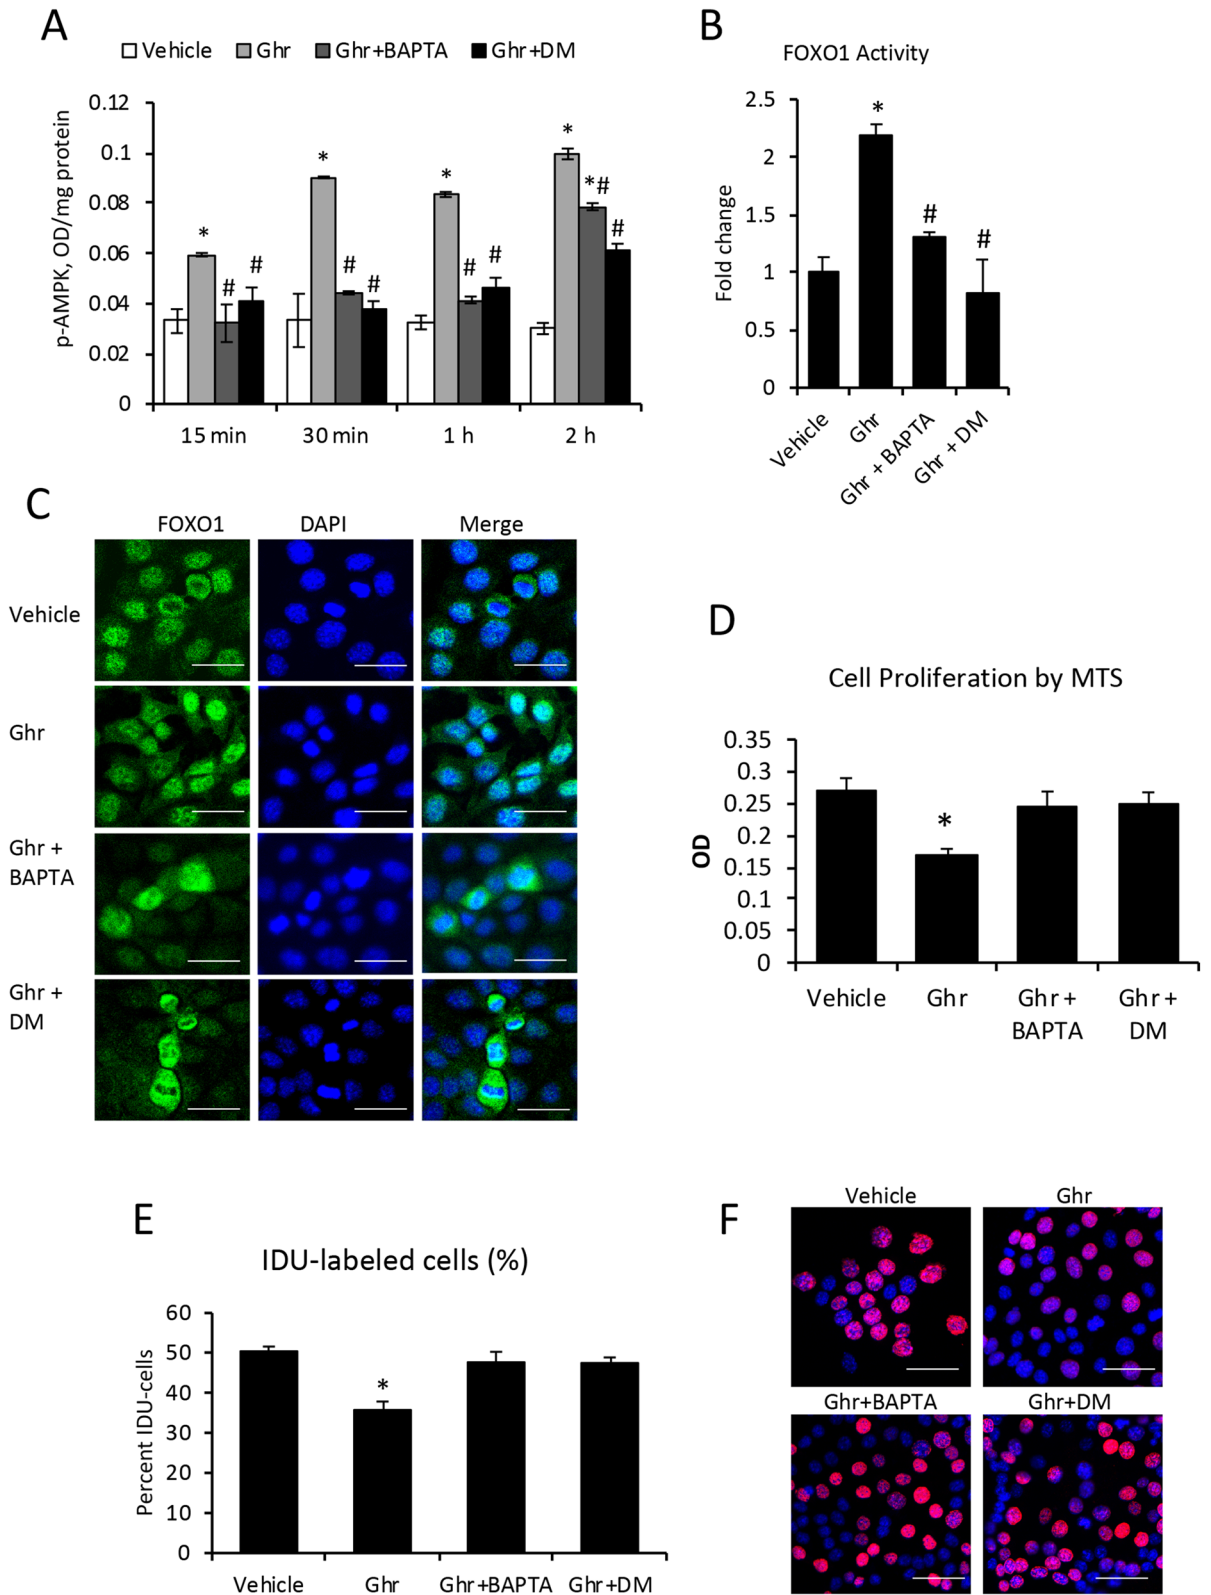 A
Vehicle Ghr Ghr+BAPTA Ghr+DM
p-AMPK, OD/mg protein
0.12
0.1
0.08
0.06
0.04
0.02
0
* # #
* # #
* # #
* *# #
15 min 30 min 1 h 2 h
B
FOXO1 Activity
Fold change
2.5
2
1.5
1
0.5
0
* # #
Vehicle
Ghr
Ghr + BAPTA
Ghr + DM
C
FOXO1 DAPI Merge
Vehicle
Ghr
Ghr +
BAPTA
Ghr +
DM
D
Cell Proliferation by MTS
OD
0.35
0.3
0.25
0.2
0.15
0.1
0.05
0
*
Vehicle Ghr Ghr + Ghr +
BAPTA DM
E
IDU-labeled cells (%)
Percent IDU-cells
60
50
40
30
20
10
0
*
Vehicle Ghr Ghr+BAPTA Ghr+DM
F
Vehicle Ghr
Ghr+BAPTA Ghr+DM